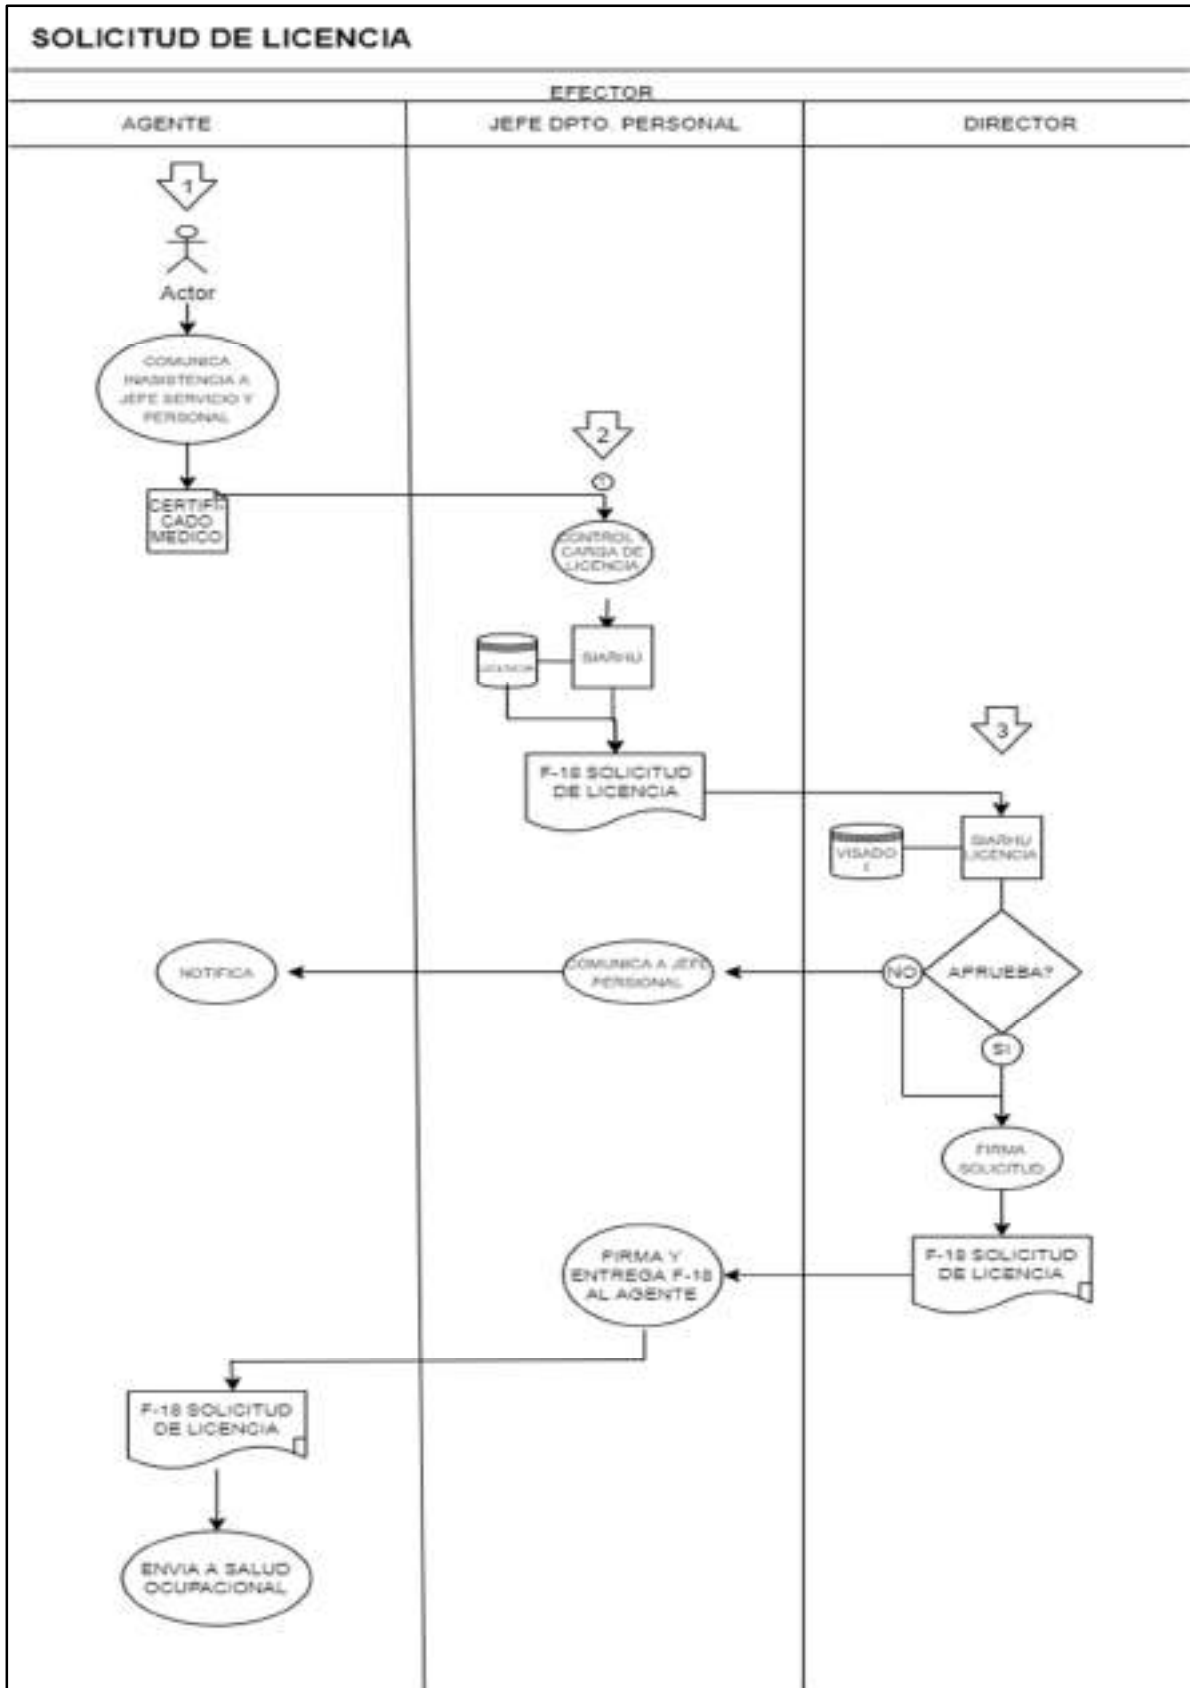 SOLICITUD DE LICENCIA
EFECTOR
AGENTE
JEFE DPTO. PERSONAL
DIRECTOR
1
Actor
COMUNICA
INASISTENCIA A
JEFE SERVICIO Y
PERSONAL
CERTIFI-
CADO
MEDICO
2
1
CONTROL Y
CARGA DE
LICENCIA
SIARHU
LICENCIA
F-18 SOLICITUD
DE LICENCIA
3
SIARHU
LICENCIA
VISADO
APRUEBA?
NO
SI
COMUNICA A JEFE
PERSIONAL
NOTIFICA
FIRMA
SOLICITUD
F-18 SOLICITUD
DE LICENCIA
FIRMA Y
ENTREGA F-18
AL AGENTE
F-18 SOLICITUD
DE LICENCIA
ENVIA A SALUD
OCUPACIONAL